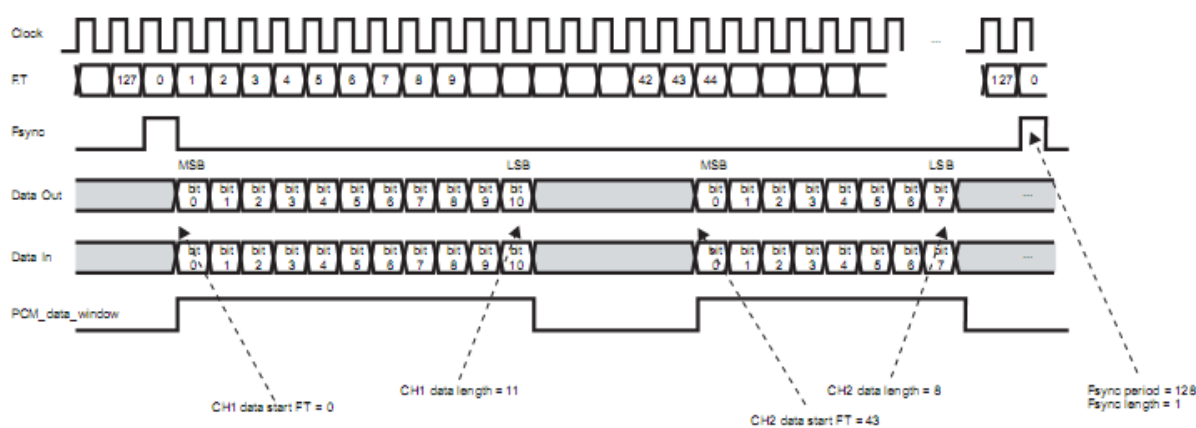 Clock
...
F.T 127 0 1 2 3 4 5 6 7 8 9 42 43 44 127 0
Fsync
MSB LSB MSB LSB
Data Out bit 0 bit 1 bit 2 bit 3 bit 4 bit 5 bit 6 bit 7 bit 8 bit 9 bit 10 bit 0 bit 1 bit 2 bit 3 bit 4 bit 5 bit 6 bit 7 ...
Data In bit 0 bit 1 bit 2 bit 3 bit 4 bit 5 bit 6 bit 7 bit 8 bit 9 bit 10 bit 0 bit 1 bit 2 bit 3 bit 4 bit 5 bit 6 bit 7 ...
PCM_data_window
CH1 data start FT = 0
CH1 data length = 11
CH2 data start FT = 43
CH2 data length = 8
Fsync period = 128
Fsync length = 1